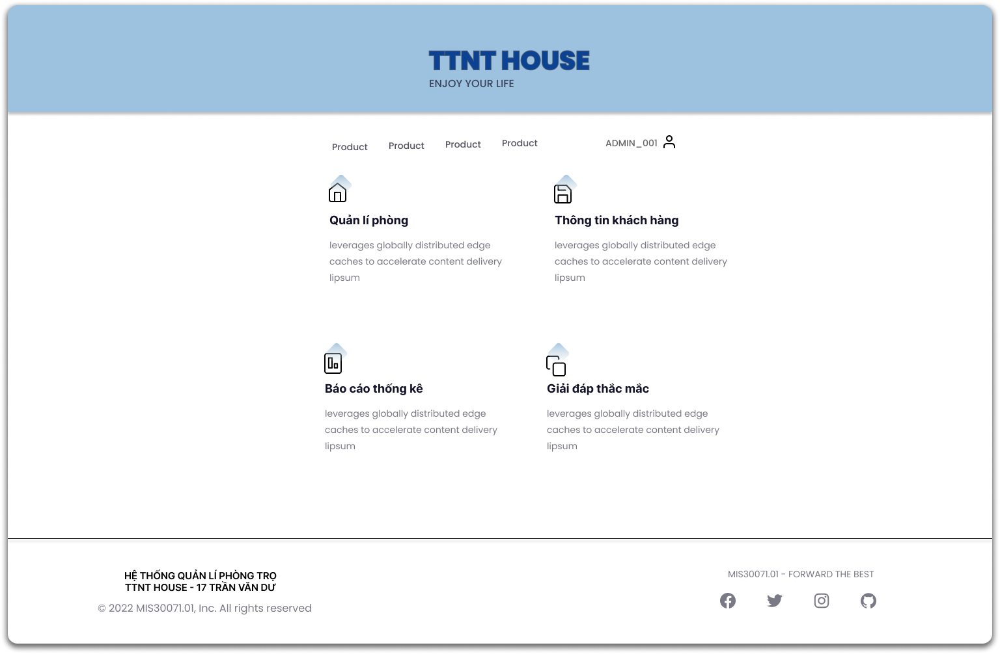 TTNT HOUSE
ENJOY YOUR LIFE
Product Product Product Product ADMIN_001
Quản lí phòng
leverages globally distributed edge
caches to accelerate content delivery
lipsum
Thông tin khách hàng
leverages globally distributed edge
caches to accelerate content delivery
lipsum
Báo cáo thống kê
leverages globally distributed edge
caches to accelerate content delivery
lipsum
Giải đáp thắc mắc
leverages globally distributed edge
caches to accelerate content delivery
lipsum
HỆ THỐNG QUẢN LÍ PHÒNG TRỌ
TTNT HOUSE - 17 TRẦN VĂN DƯ
© 2022 MIS30071.01, Inc. All rights reserved
MIS30071.01 - FORWARD THE BEST